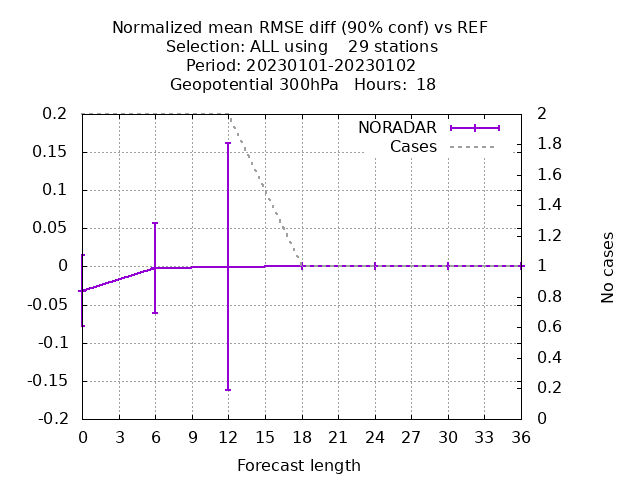 Normalized mean RMSE diff (90% conf) vs REF
Selection: ALL using    29 stations
Period: 20230101-20230102
Geopotential 300hPa   Hours:  18
NORADAR
Cases
0.2
0.15
0.1
0.05
0
-0.05
-0.1
-0.15
-0.2
2
1.8
1.6
1.4
1.2
1
0.8
0.6
0.4
0.2
0
No cases
0 3 6 9 12 15 18 21 24 27 30 33 36
Forecast length